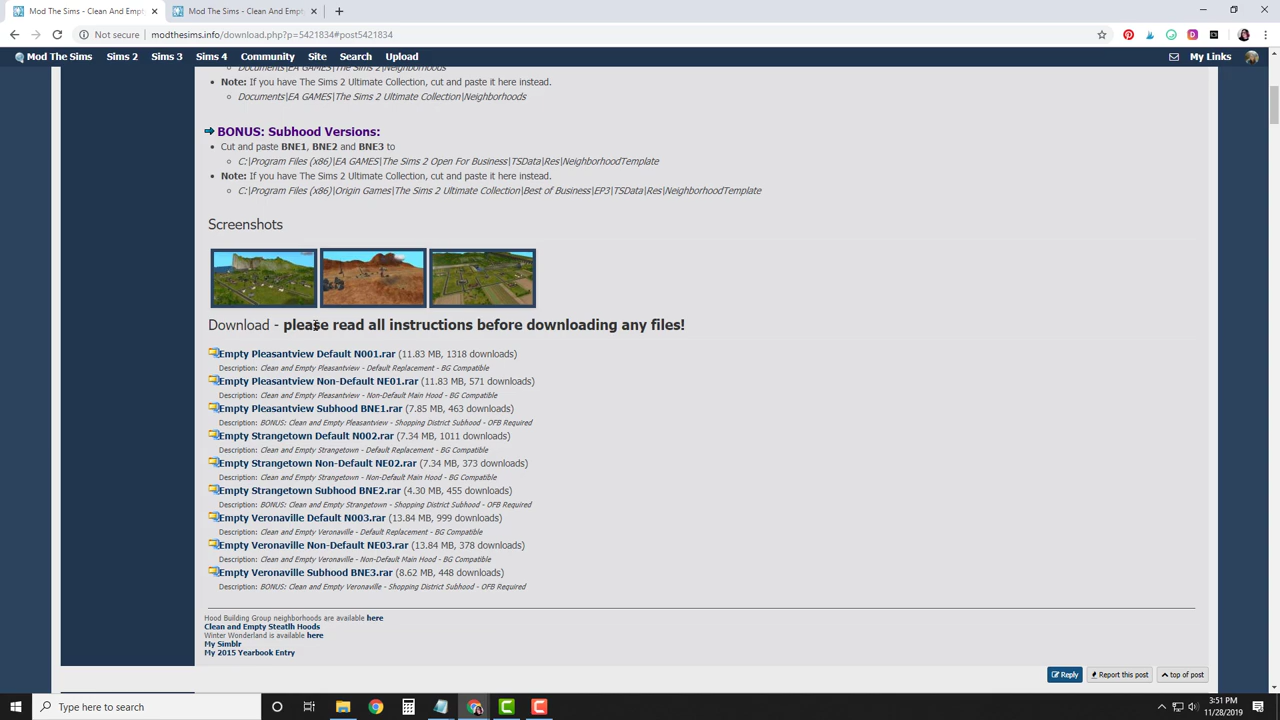 Mod The Sims - Clean And Empty
Mod The Sims - Clean And Empt
Not secure
modthesims.info/download.php?p=5421834#post5421834
Mod The Sims Sims 2 Sims 3 Sims 4 Community Site Search Upload My Links
Documents\EA GAMES\The Sims 2\Neighborhoods
Note: If you have The Sims 2 Ultimate Collection, cut and paste it here instead.
Documents\EA GAMES\The Sims 2 Ultimate Collection\Neighborhoods
BONUS: Subhood Versions:
Cut and paste BNE1, BNE2 and BNE3 to
C:\Program Files (x86)\EA GAMES\The Sims 2 Open For Business\TSData\Res\NeighborhoodTemplate
Note: If you have The Sims 2 Ultimate Collection, cut and paste it here instead.
C:\Program Files (x86)\Origin Games\The Sims 2 Ultimate Collection\Best of Business\EP3\TSData\Res\NeighborhoodTemplate
Screenshots
Download - please read all instructions before downloading any files!
Empty Pleasantview Default N001.rar (11.83 MB, 1318 downloads)
Description: Clean and Empty Pleasantview - Default Replacement - BG Compatible
Empty Pleasantview Non-Default NE01.rar (11.83 MB, 571 downloads)
Description: Clean and Empty Pleasantview - Non-Default Main Hood - BG Compatible
Empty Pleasantview Subhood BNE1.rar (7.85 MB, 463 downloads)
Description: BONUS: Clean and Empty Pleasantview - Shopping District Subhood - OFB Required
Empty Strangetown Default N002.rar (7.34 MB, 1011 downloads)
Description: Clean and Empty Strangetown - Default Replacement - BG Compatible
Empty Strangetown Non-Default NE02.rar (7.34 MB, 373 downloads)
Description: Clean and Empty Strangetown - Non-Default Main Hood - BG Compatible
Empty Strangetown Subhood BNE2.rar (4.30 MB, 455 downloads)
Description: BONUS: Clean and Empty Strangetown - Shopping District Subhood - OFB Required
Empty Veronaville Default N003.rar (13.84 MB, 999 downloads)
Description: Clean and Empty Veronaville - Default Replacement - BG Compatible
Empty Veronaville Non-Default NE03.rar (13.84 MB, 378 downloads)
Description: Clean and Empty Veronaville - Non-Default Main Hood - BG Compatible
Empty Veronaville Subhood BNE3.rar (8.62 MB, 448 downloads)
Description: BONUS: Clean and Empty Veronaville - Shopping District Subhood - OFB Required
Hood Building Group neighborhoods are available here
Clean and Empty Steatlh Hoods
Winter Wonderland is available here
My Simblr
My 2015 Yearbook Entry
Reply Report this post top of post
Type here to search
3:51 PM
11/28/2019